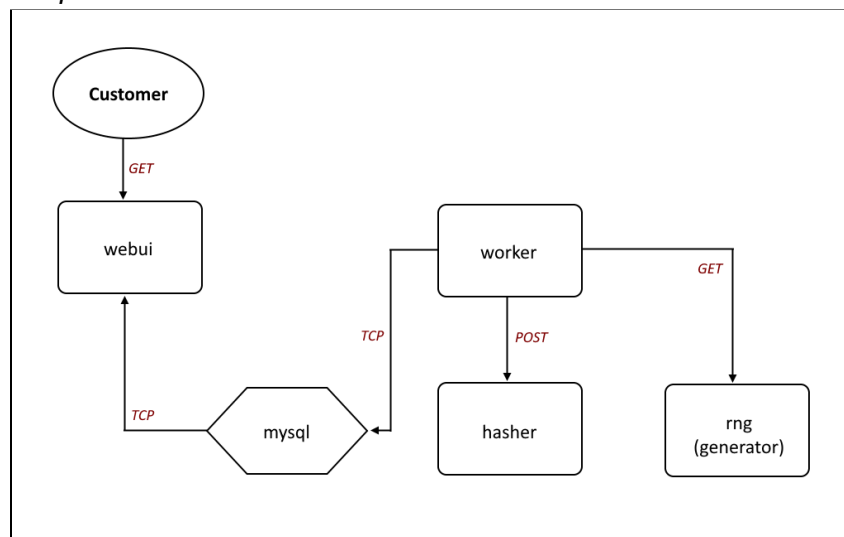 Customer
GET
webui
worker
GET
TCP
POST
TCP
mysql
hasher
rng
(generator)